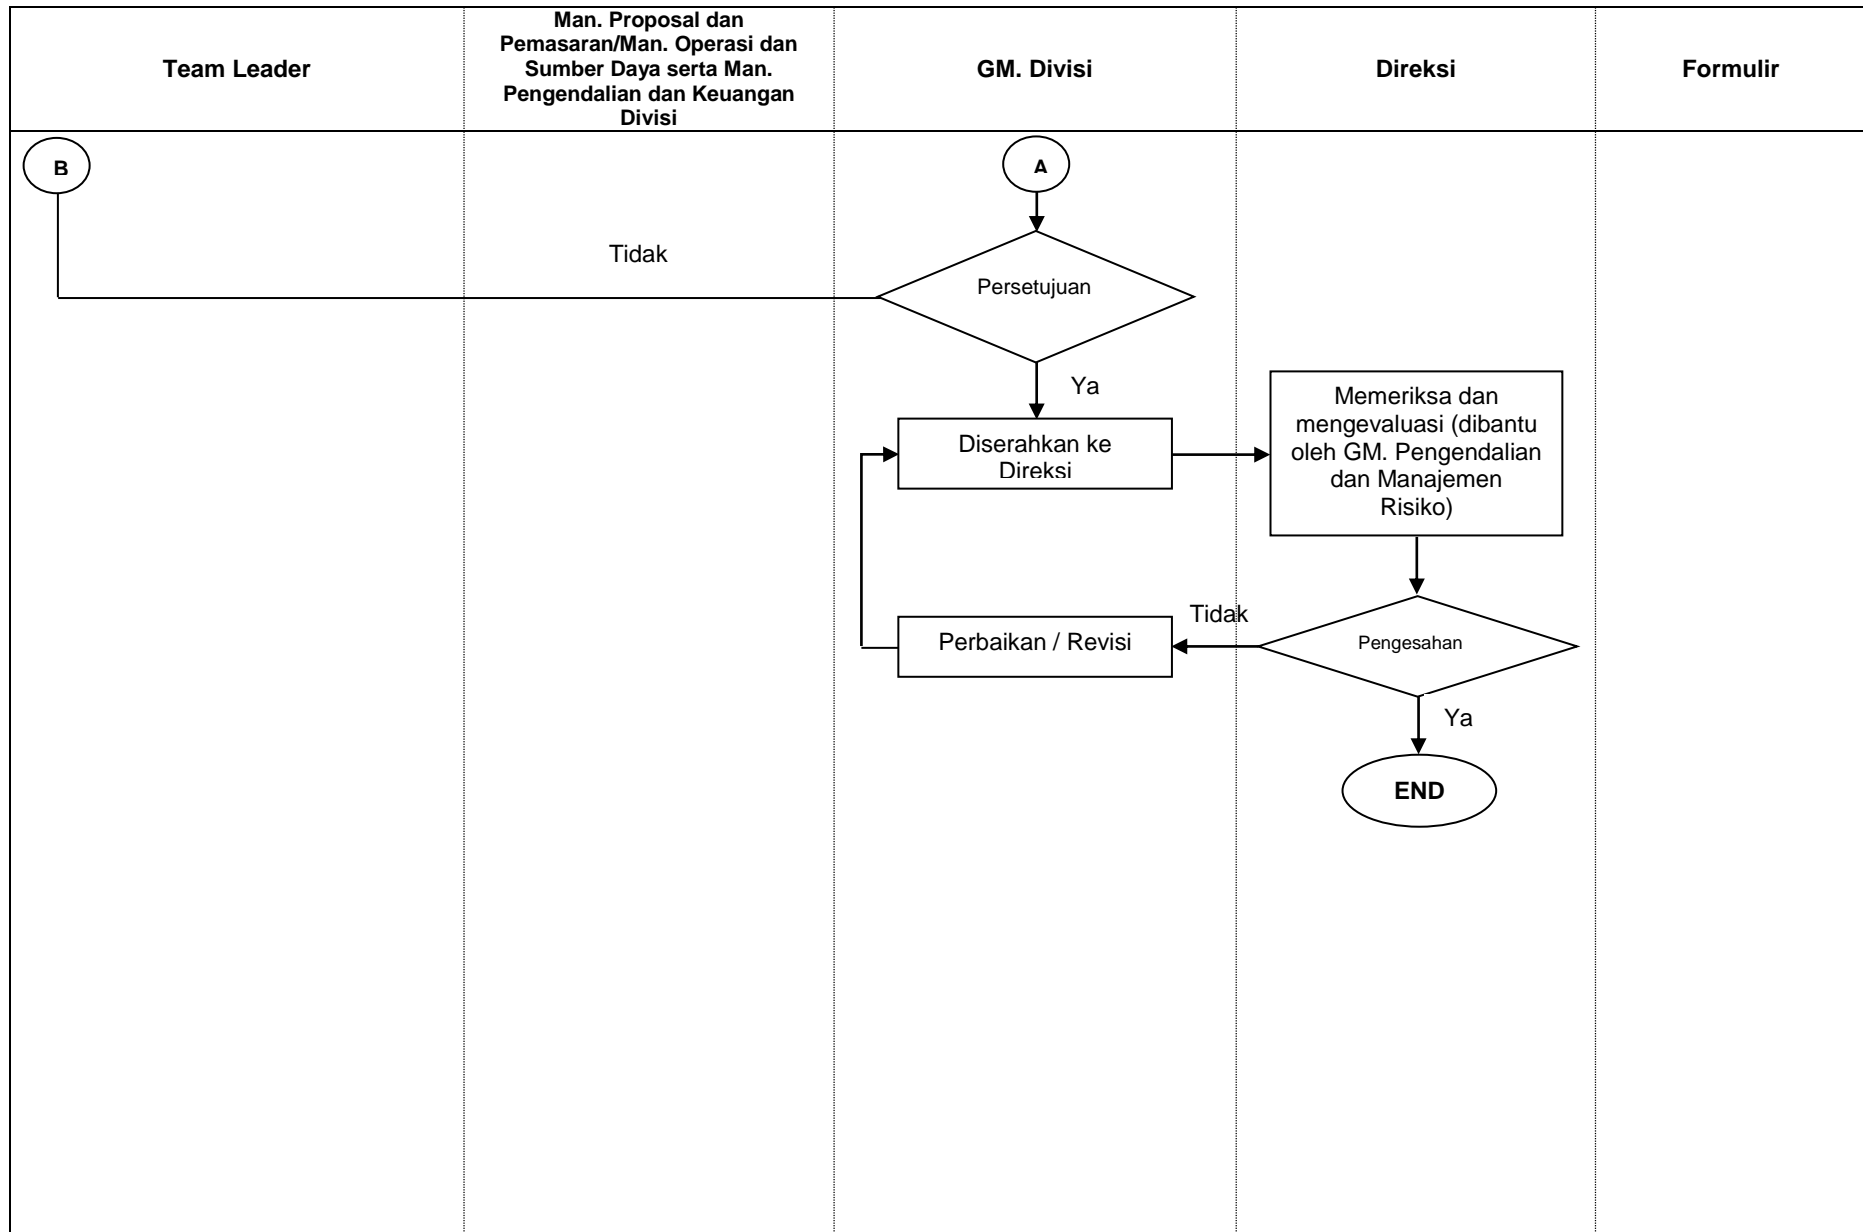 Team Leader
Man. Proposal dan
Pemasaran/Man. Operasi dan
Sumber Daya serta Man.
Pengendalian dan Keuangan
Divisi
GM. Divisi
Direksi
Formulir
B
A
Tidak
Persetujuan
Ya
Diserahkan ke
Direksi
Memeriksa dan
mengevaluasi (dibantu
oleh GM. Pengendalian
dan Manajemen
Risiko)
Tidak
Perbaikan / Revisi
Pengesahan
Ya
END